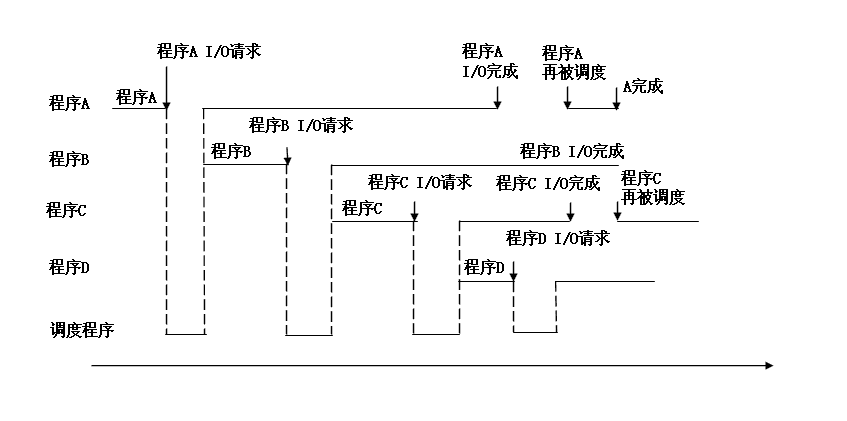 程序A I/O请求
程序A
I/O完成
程序A
再被调度
A完成
程序A
程序A
程序B I/O请求
程序B
程序B
程序B I/O完成
程序C I/O请求
程序C I/O完成
程序C
再被调度
程序C
程序C
程序D I/O请求
程序D
程序D
调度程序